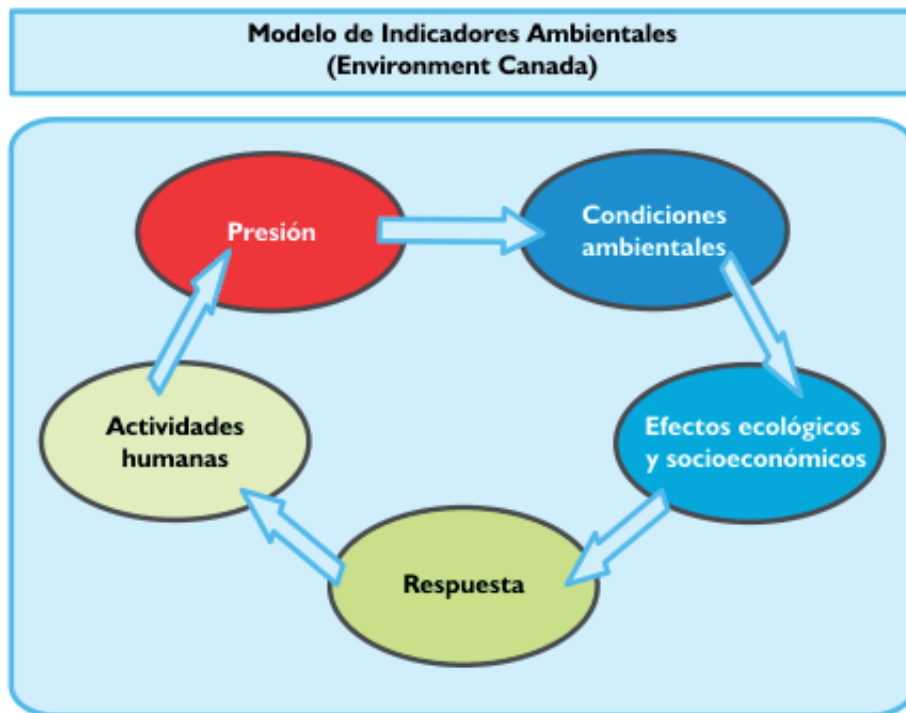 Modelo de Indicadores Ambientales
(Environment Canada)
Presión
Condiciones
ambientales
Actividades
humanas
Efectos ecológicos
y socioeconómicos
Respuesta